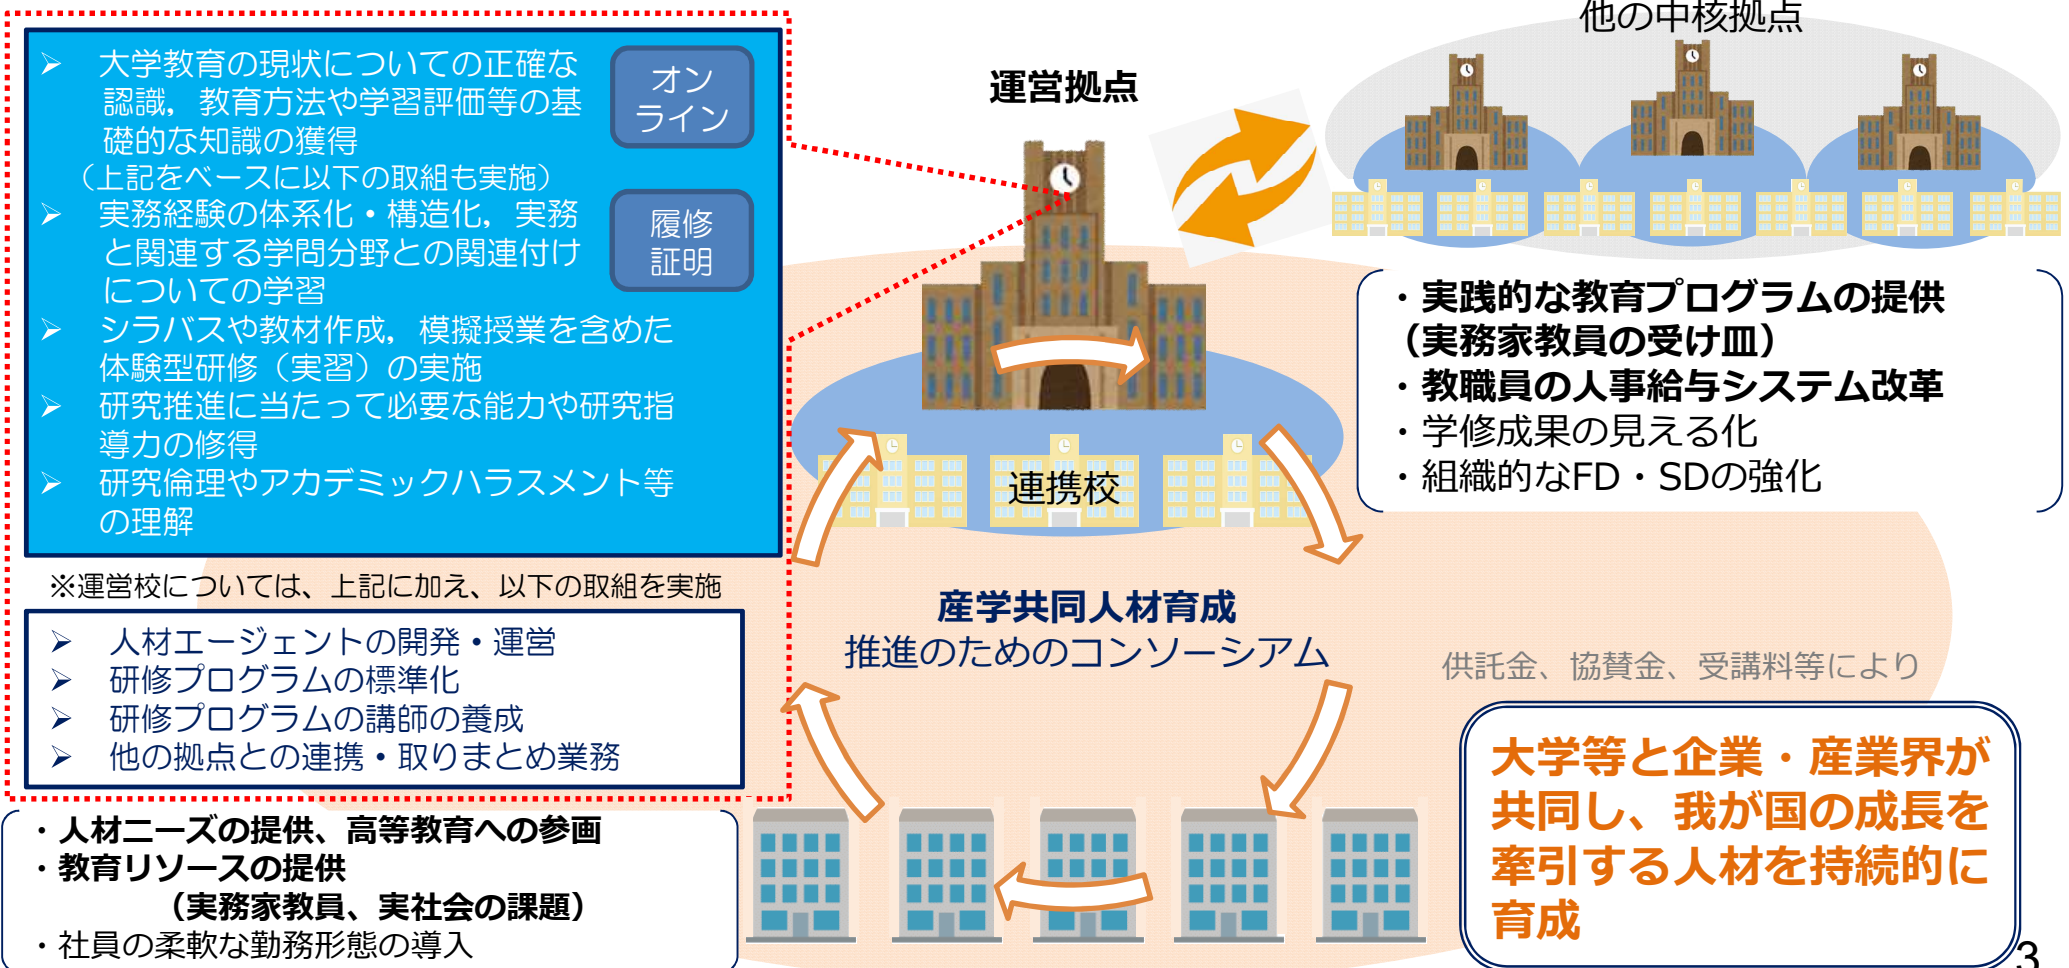 ➢ 大学教育の現状についての正確な
認識，教育方法や学習評価等の基
礎的な知識の獲得
（上記をベースに以下の取組も実施）
➢ 実務経験の体系化・構造化，実務
と関連する学問分野との関連付け
についての学習
➢ シラバスや教材作成，模擬授業を含めた
体験型研修（実習）の実施
➢ 研究推進に当たって必要な能力や研究指
導力の修得
➢ 研究倫理やアカデミックハラスメント等
の理解
オン
ライン
履修
証明
※運営校については、上記に加え、以下の取組を実施
➢ 人材エージェントの開発・運営
➢ 研修プログラムの標準化
➢ 研修プログラムの講師の養成
➢ 他の拠点との連携・取りまとめ業務
・人材ニーズの提供、高等教育への参画
・教育リソースの提供
（実務家教員、実社会の課題）
・社員の柔軟な勤務形態の導入
運営拠点
連携校
産学共同人材育成
推進のためのコンソーシアム
他の中核拠点
・実践的な教育プログラムの提供
（実務家教員の受け皿）
・教職員の人事給与システム改革
・学修成果の見える化
・組織的なFD・SDの強化
供託金、協賛金、受講料等により
大学等と企業・産業界が
共同し、我が国の成長を
牽引する人材を持続的に
育成
3